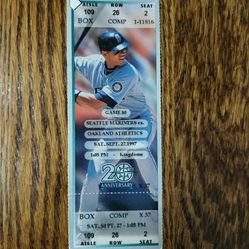 AISLE ROW SEAT
109 26 2
BOX COMP 1-11816
GAME 80
SEATTLE MARINERS vs.
OAKLAND ATHLETICS
SAT. SEPT. 27, 1997
1:05 PM - Kingdome
20
ANNIVERSARY
BOX COMP X 37
SAT, SEPT. 27 - 1:05 PM
109 26 2
AISLE ROW SEAT